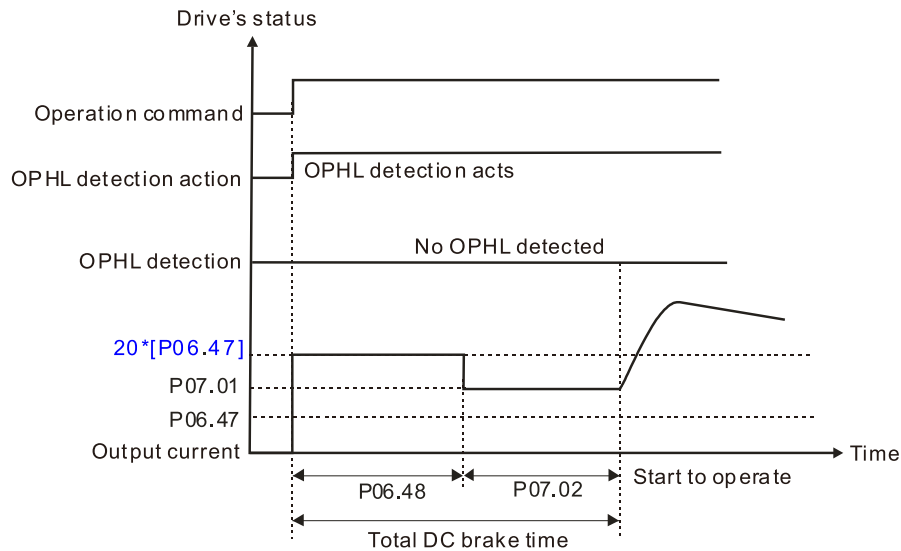 Drive's status
Operation command
OPHL detection action
OPHL detection acts
No OPHL detected
OPHL detection
20*[P06.47]
P07.01
P06.47
Output current
Time
Start to operate
P06.48
P07.02
Total DC brake time